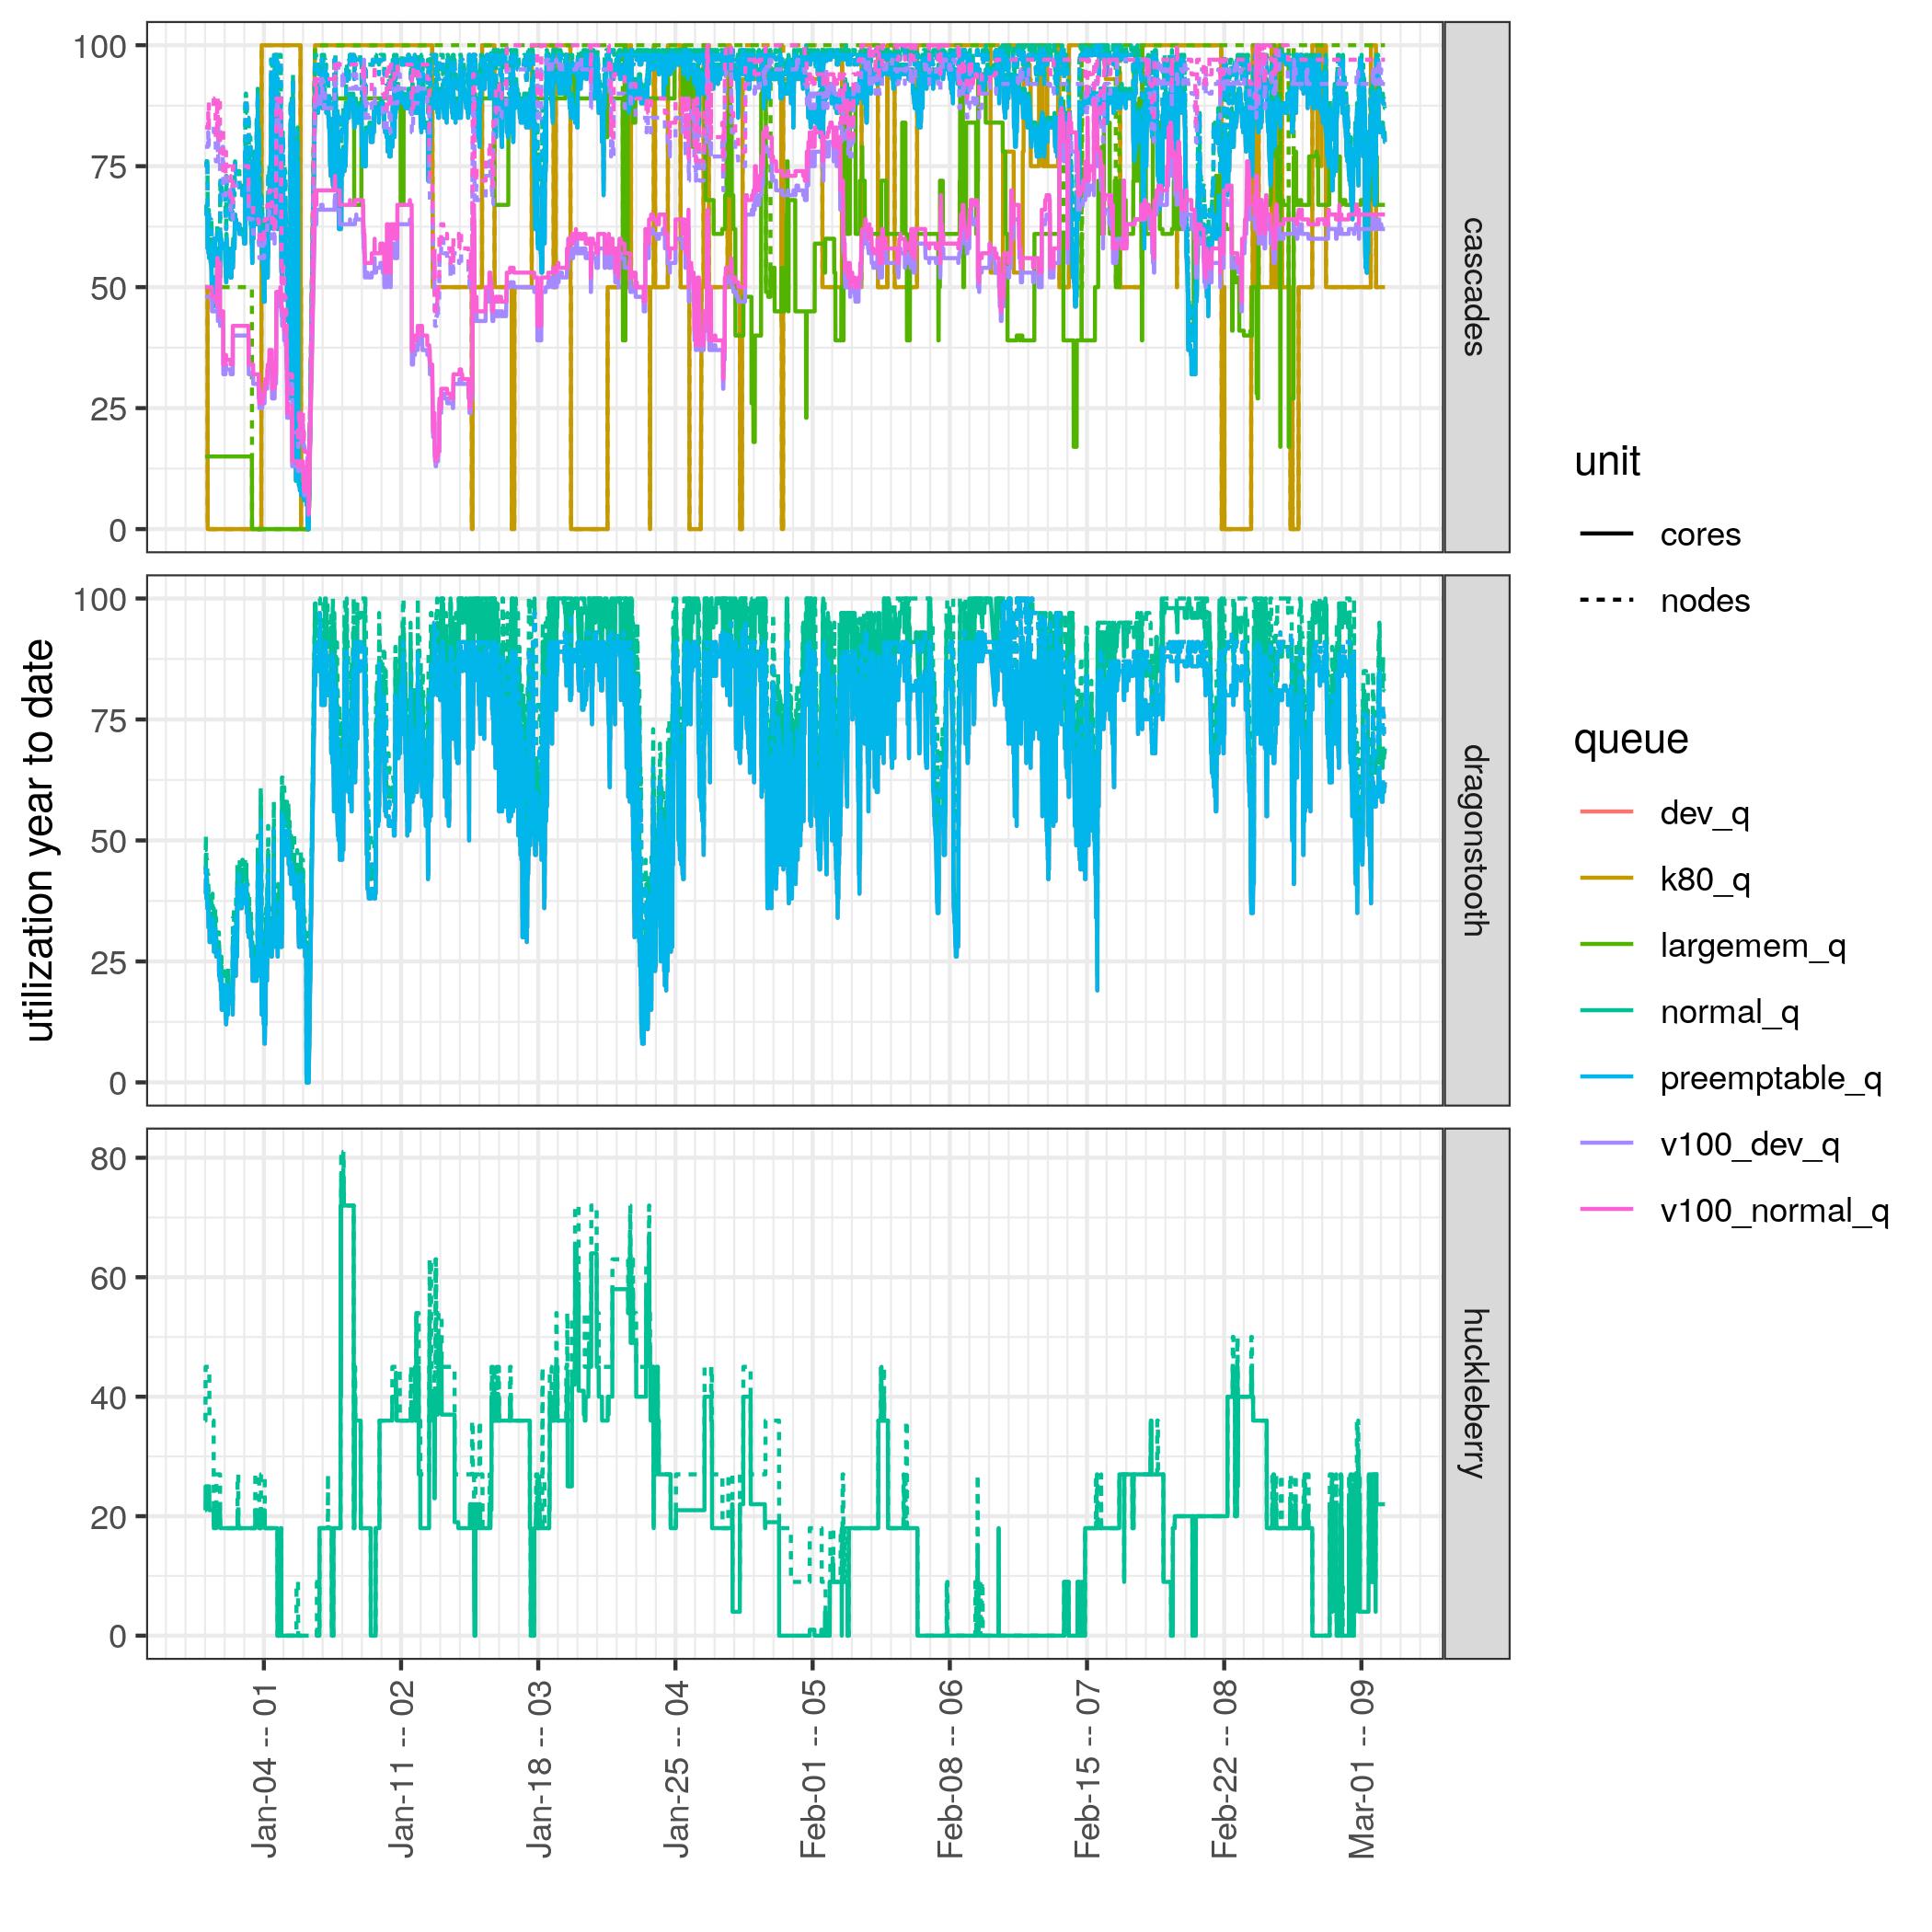 utilization year to date
100
75
50
25
0
cascades
100
75
50
25
0
dragonstooth
80
60
40
20
0
huckleberry
Jan-04 -- 01
Jan-11 -- 02
Jan-18 -- 03
Jan-25 -- 04
Feb-01 -- 05
Feb-08 -- 06
Feb-15 -- 07
Feb-22 -- 08
Mar-01 -- 09
unit
cores
nodes
queue
dev_q
k80_q
largemem_q
normal_q
preemptable_q
v100_dev_q
v100_normal_q